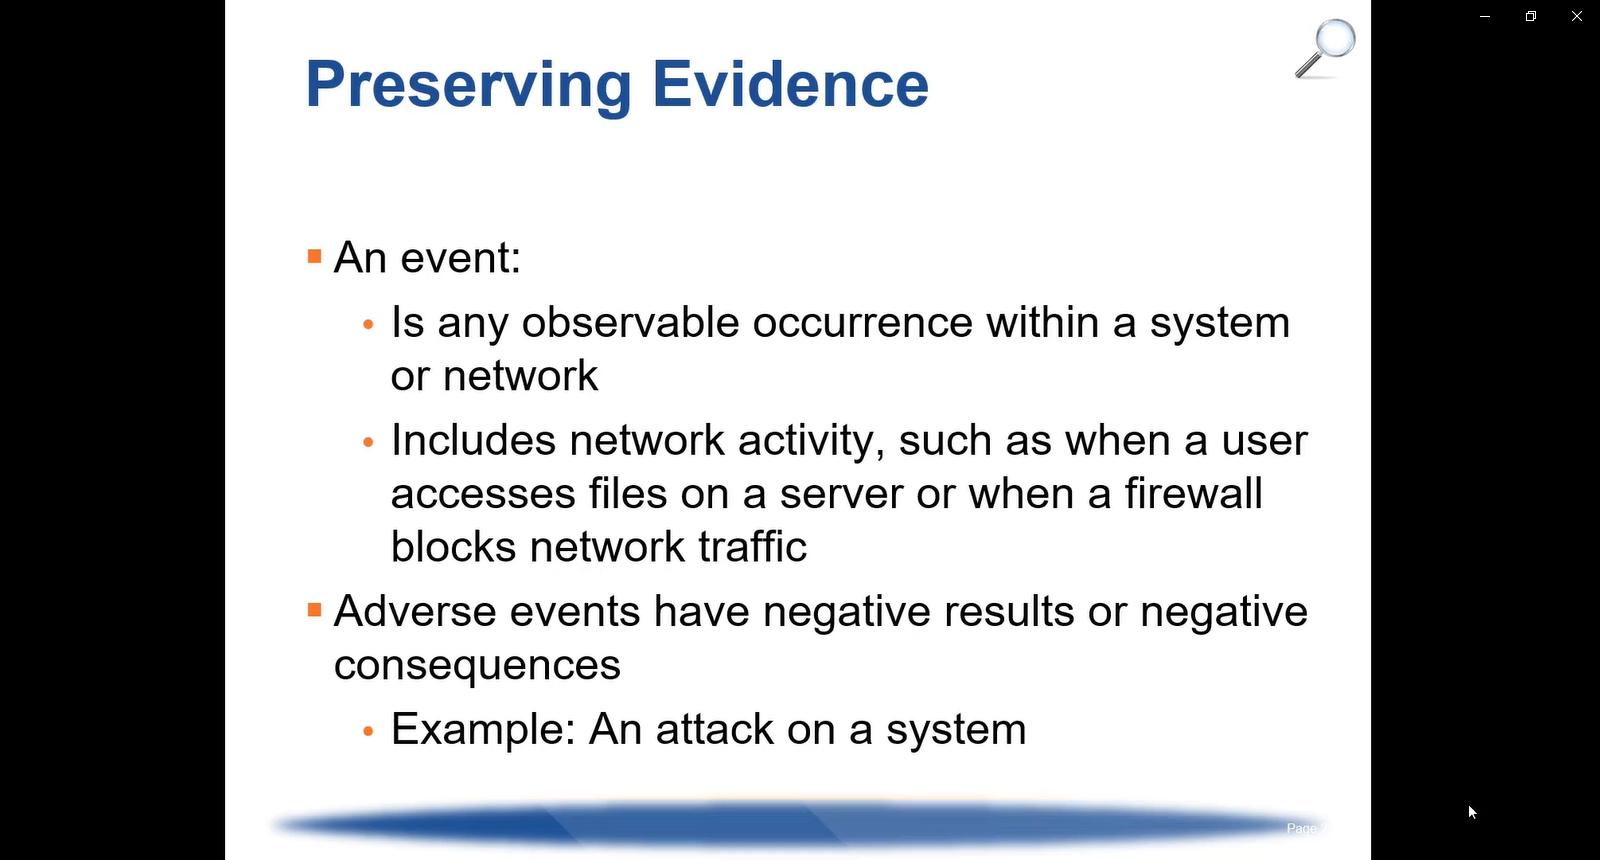 Preserving Evidence
An event:
Is any observable occurrence within a system
or network
Includes network activity, such as when a user
accesses files on a server or when a firewall
blocks network traffic
Adverse events have negative results or negative
consequences
Example: An attack on a system
Page